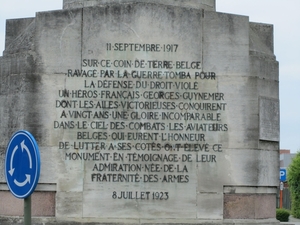 11 SEPTEMBRE 1917
SUR CE COIN DE TERRE BELGE
RAVAGÉ PAR LA GUERRE TOMBA POUR
LA DÉFENSE DU DROIT VIOLÉ
UN HÉROS FRANÇAIS GEORGES GUYNEMER
DONT LES AILES VICTORIEUSES CONQUIRENT
A VINGT ANS UNE GLOIRE INCOMPARABLE
DANS LE CIEL DES COMBATS LES AVIATEURS
BELGES QUI EURENT L'HONNEUR
DE LUTTER A SES COTÉS ONT ÉLEVÉ CE
MONUMENT EN TÉMOIGNAGE DE LEUR
ADMIRATION NÉE DE LA
FRATERNITÉ DES ARMES
8 JUILLET 1923